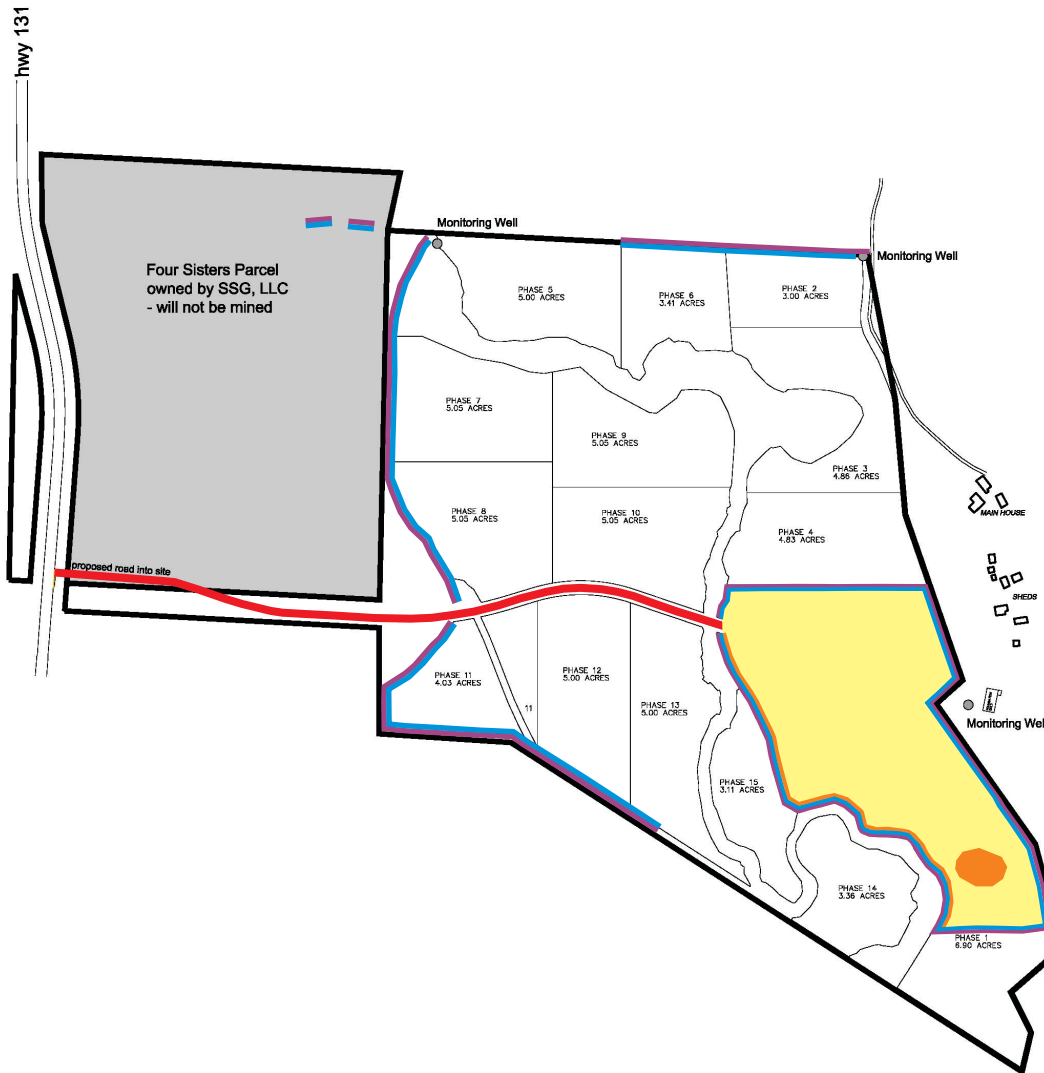 hwy 131
Monitoring Well
Monitoring Well
Four Sisters Parcel
owned by SSG, LLC
- will not be mined
PHASE 5
5.00 ACRES
PHASE 6
3.41 ACRES
PHASE 2
3.00 ACRES
PHASE 7
5.05 ACRES
PHASE 9
5.05 ACRES
PHASE 3
4.86 ACRES
MAIN HOUSE
PHASE 8
5.05 ACRES
PHASE 10
5.05 ACRES
PHASE 4
4.83 ACRES
proposed road into site
SHEDS
PHASE 11
4.03 ACRES
PHASE 12
5.00 ACRES
PHASE 13
5.00 ACRES
11
Monitoring Wel
PHASE 15
3.11 ACRES
PHASE 14
3.36 ACRES
PHASE 1
6.90 ACRES